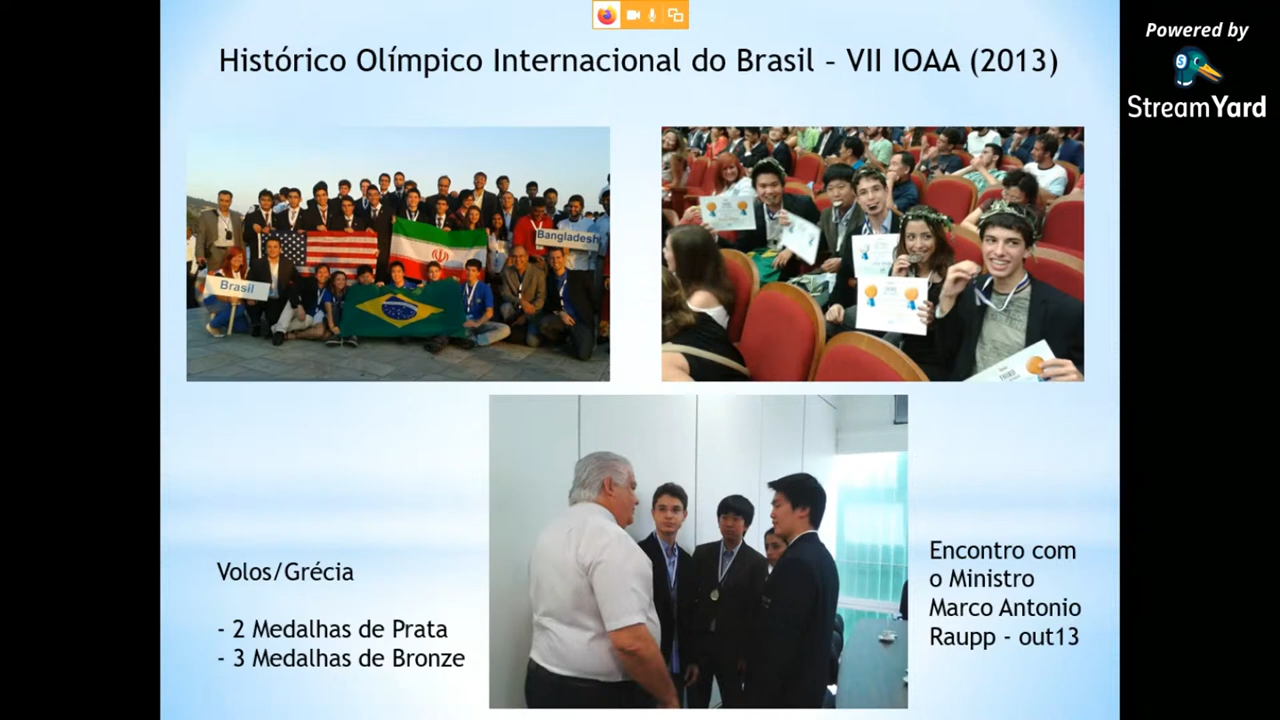 Histórico Olímpico Internacional do Brasil - VII IOAA (2013)
Powered by
StreamYard
Bangladesh
Brasil
Volos/Grécia
- 2 Medalhas de Prata
- 3 Medalhas de Bronze
Encontro com
o Ministro
Marco Antonio
Raupp - out13